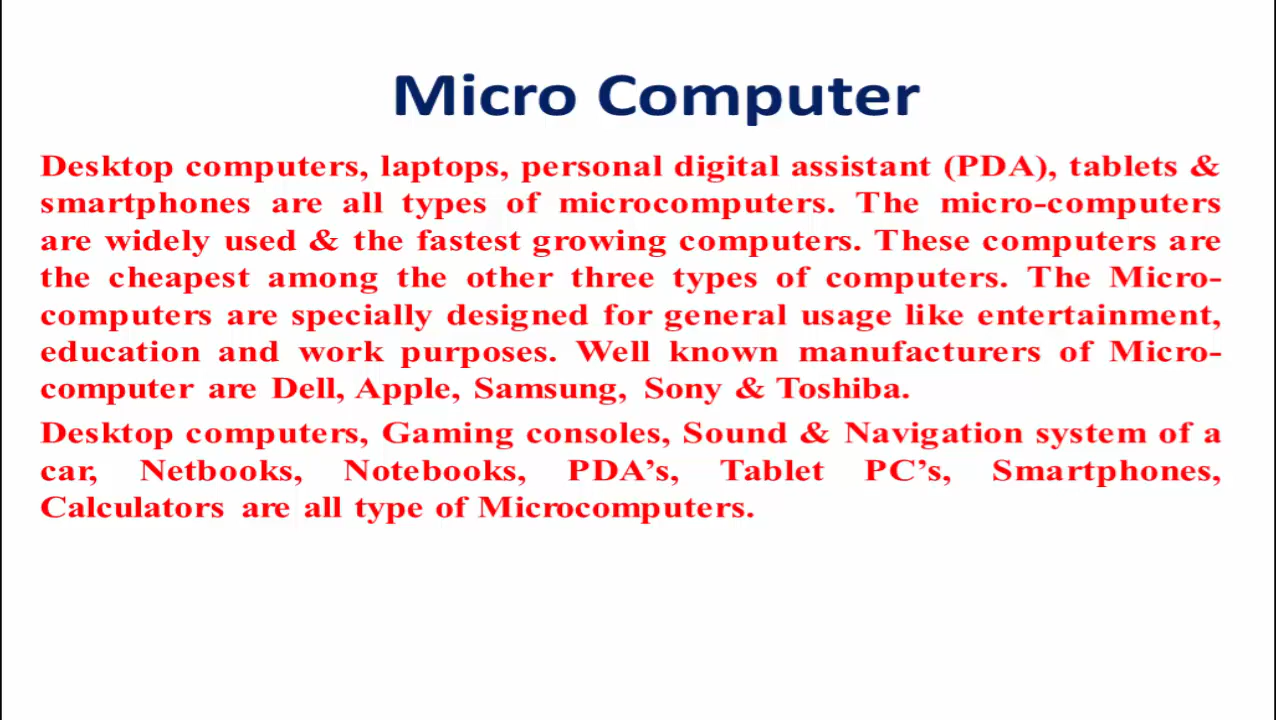 Micro Computer
Desktop computers, laptops, personal digital assistant (PDA), tablets &
smartphones are all types of microcomputers. The micro-computers
are widely used & the fastest growing computers. These computers are
the cheapest among the other three types of computers. The Micro-
computers are specially designed for general usage like entertainment,
education and work purposes. Well known manufacturers of Micro-
computer are Dell, Apple, Samsung, Sony & Toshiba.
Desktop computers, Gaming consoles, Sound & Navigation system of a
car, Netbooks, Notebooks, PDA’s, Tablet PC’s, Smartphones,
Calculators are all type of Microcomputers.